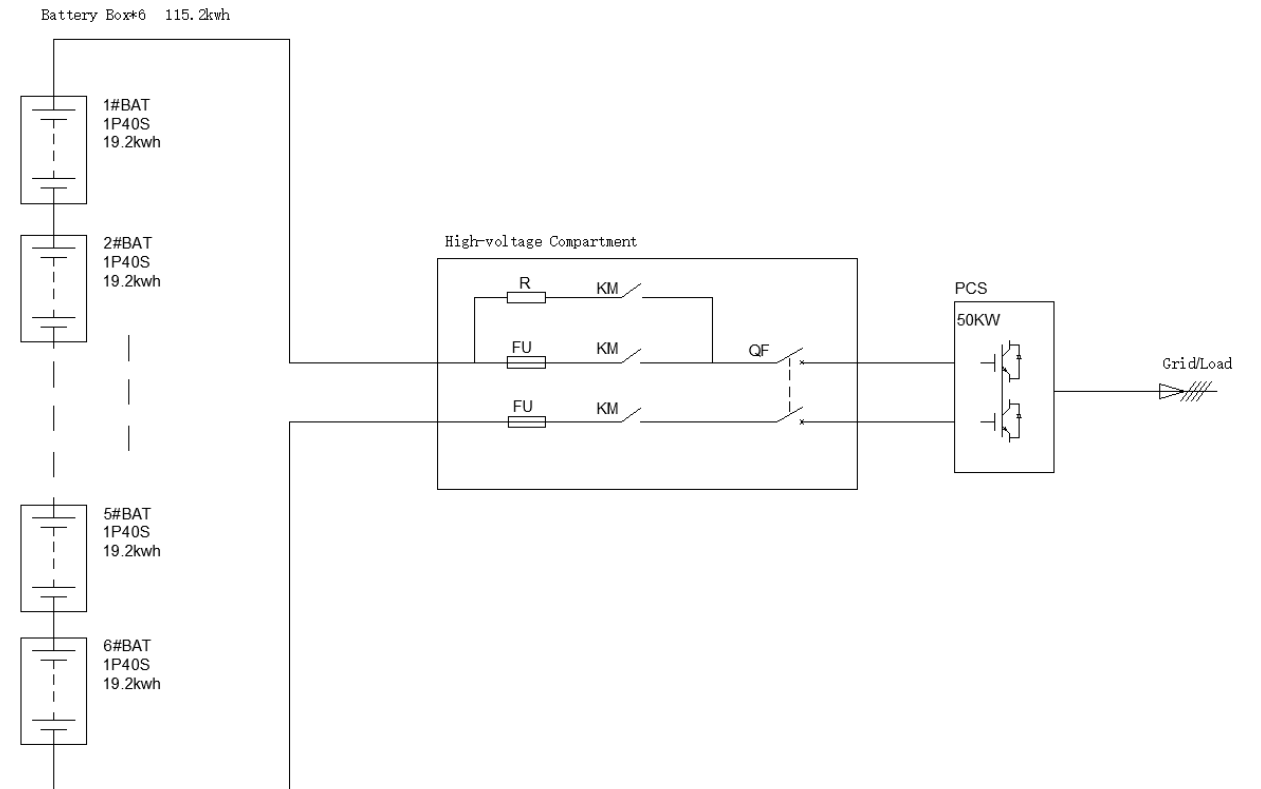 Battery Box*6 115.2kwh
1#BAT
1P40S
19.2kwh
2#BAT
1P40S
19.2kwh
5#BAT
1P40S
19.2kwh
6#BAT
1P40S
19.2kwh
High-voltage Compartment
R
KM
FU
KM
QF
FU
KM
PCS
50KW
Grid/Load